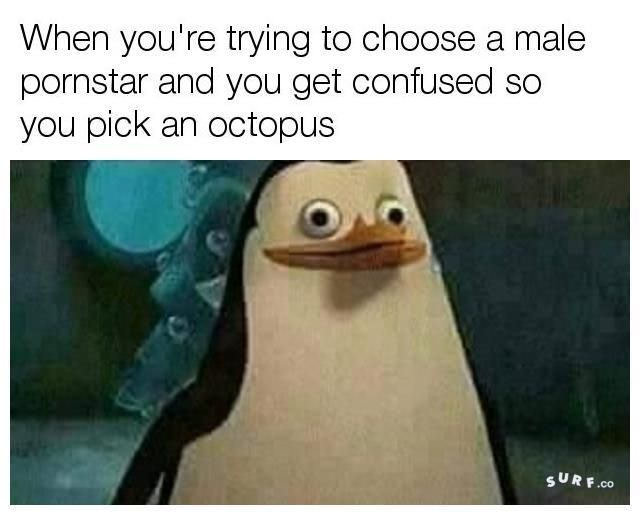 When you're trying to choose a male
pornstar and you get confused so
you pick an octopus
SURF.co